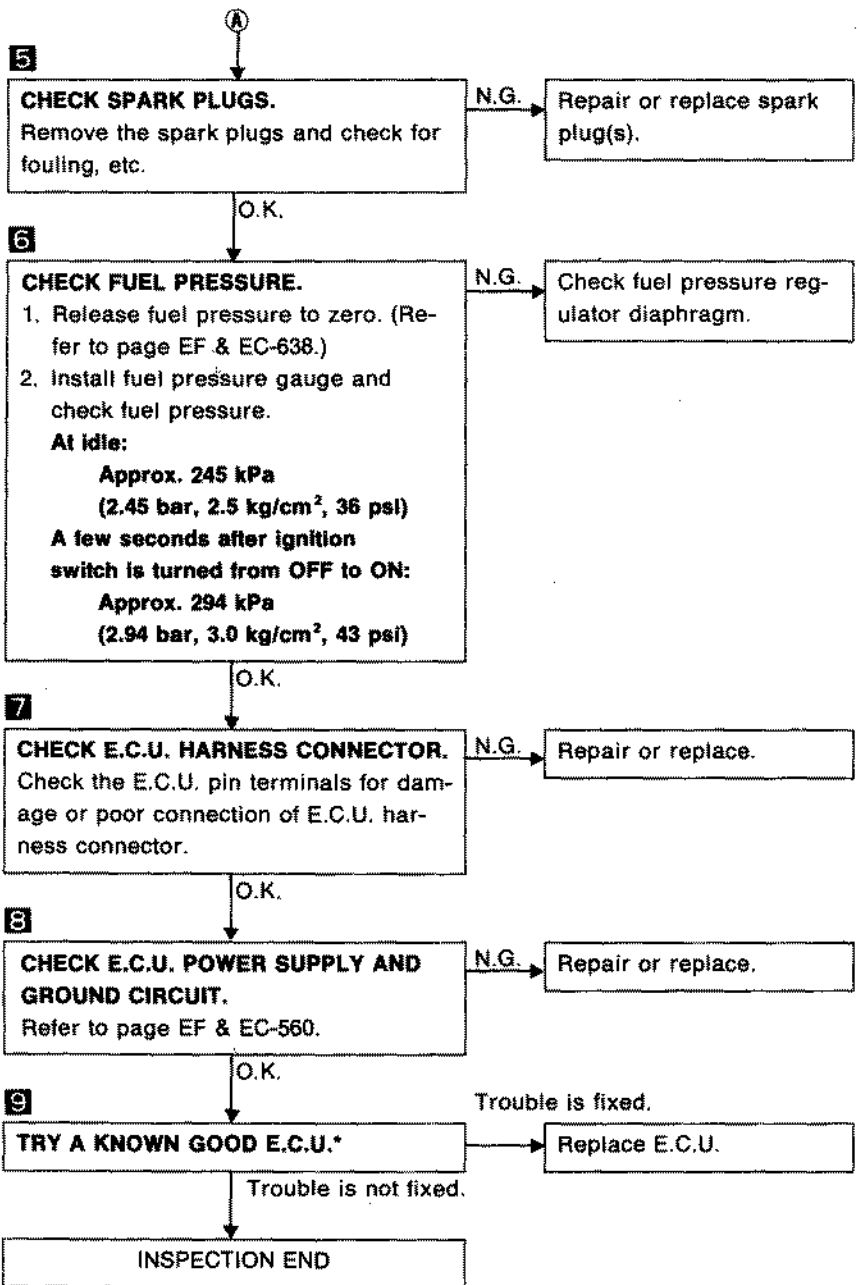 A
5
CHECK SPARK PLUGS.
Remove the spark plugs and check for
fouling, etc.
N.G.
Repair or replace spark
plug(s).
O.K.
6
CHECK FUEL PRESSURE.
1. Release fuel pressure to zero. (Re-
fer to page EF & EC-638.)
2. Install fuel pressure gauge and
check fuel pressure.
At idle:
Approx. 245 kPa
(2.45 bar, 2.5 kg/cm², 36 psi)
A few seconds after ignition
switch is turned from OFF to ON:
Approx. 294 kPa
(2.94 bar, 3.0 kg/cm², 43 psi)
N.G.
Check fuel pressure reg-
ulator diaphragm.
O.K.
7
CHECK E.C.U. HARNESS CONNECTOR.
Check the E.C.U. pin terminals for dam-
age or poor connection of E.C.U. har-
ness connector.
N.G.
Repair or replace.
O.K.
8
CHECK E.C.U. POWER SUPPLY AND
GROUND CIRCUIT.
Refer to page EF & EC-560.
N.G.
Repair or replace.
O.K.
9
TRY A KNOWN GOOD E.C.U.*
Trouble is fixed.
Replace E.C.U.
Trouble is not fixed.
INSPECTION END